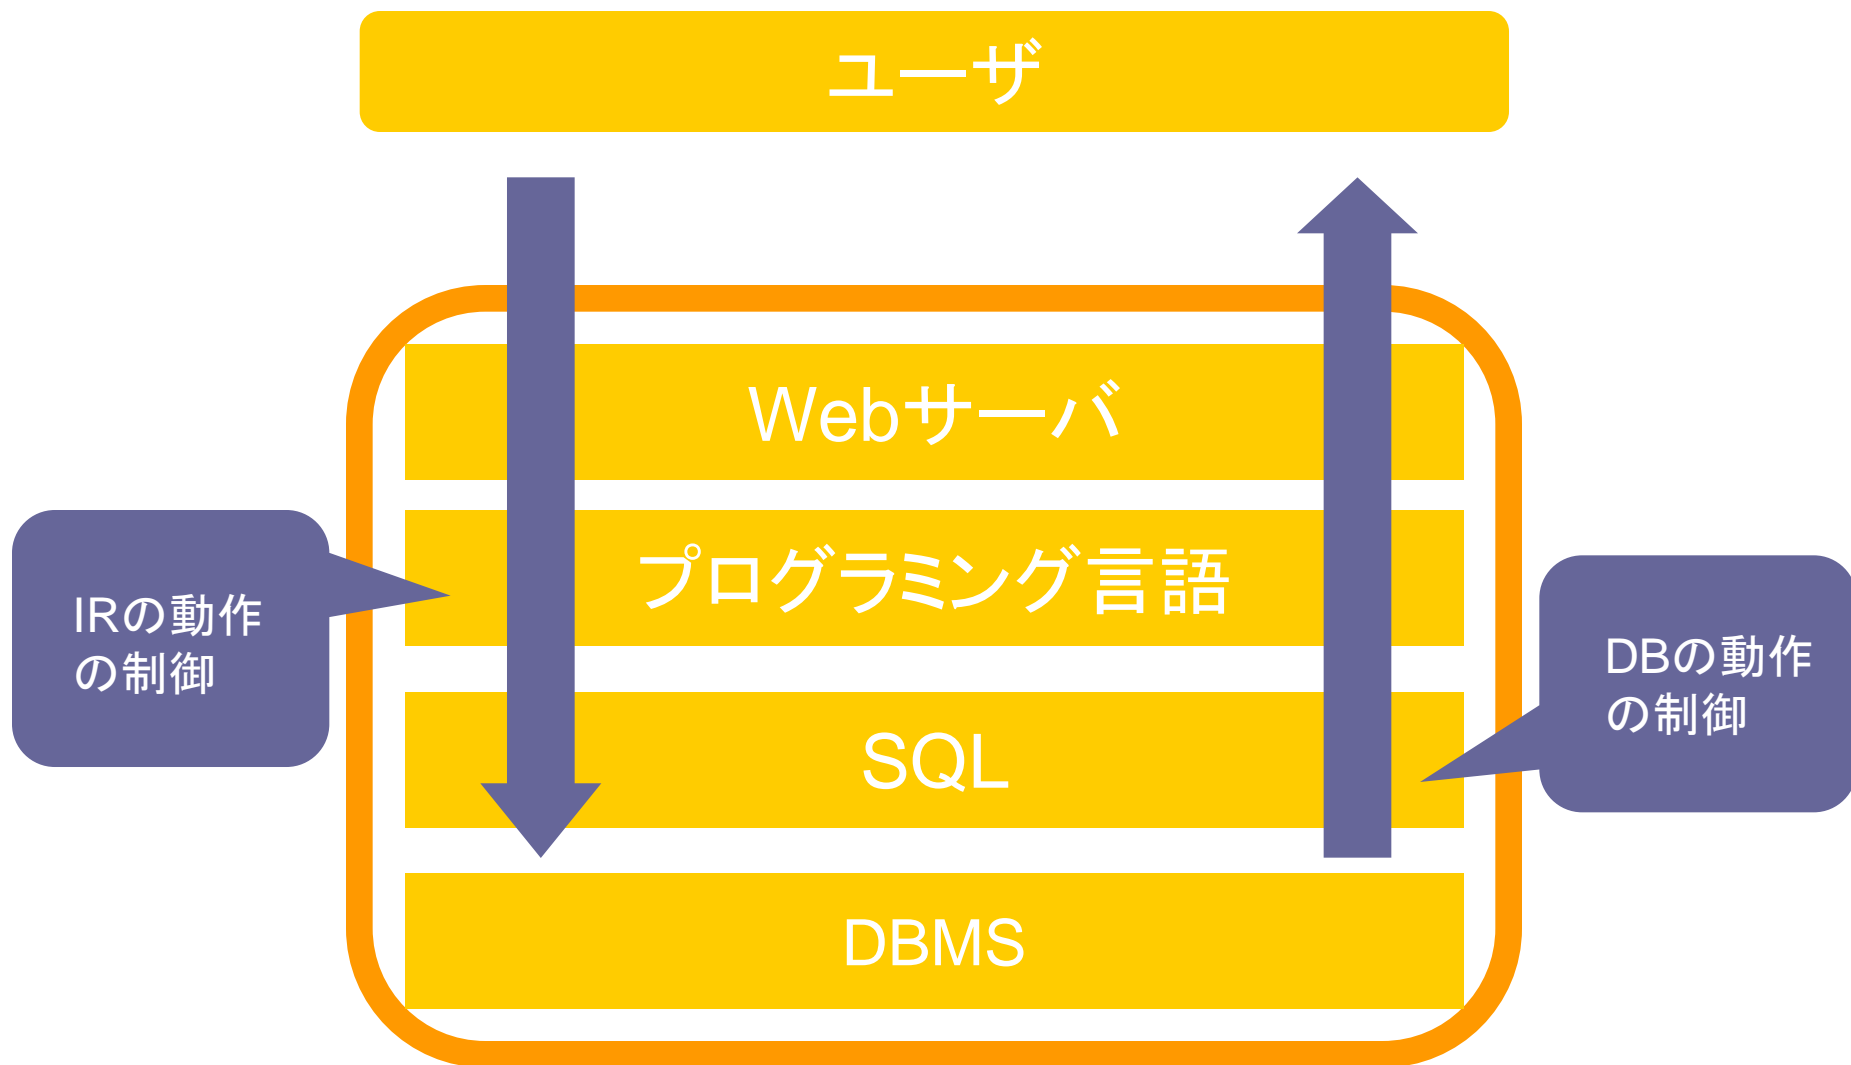 ユーザ
Webサーバ
プログラミング言語
IRの動作
の制御
DBの動作
の制御
SQL
DBMS